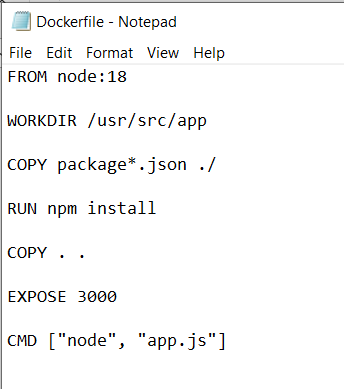 Dockerfile - Notepad
File Edit Format View Help
FROM node:18
WORKDIR /usr/src/app
COPY package*.json ./
RUN npm install
COPY . .
EXPOSE 3000
CMD ["node", "app.js"]